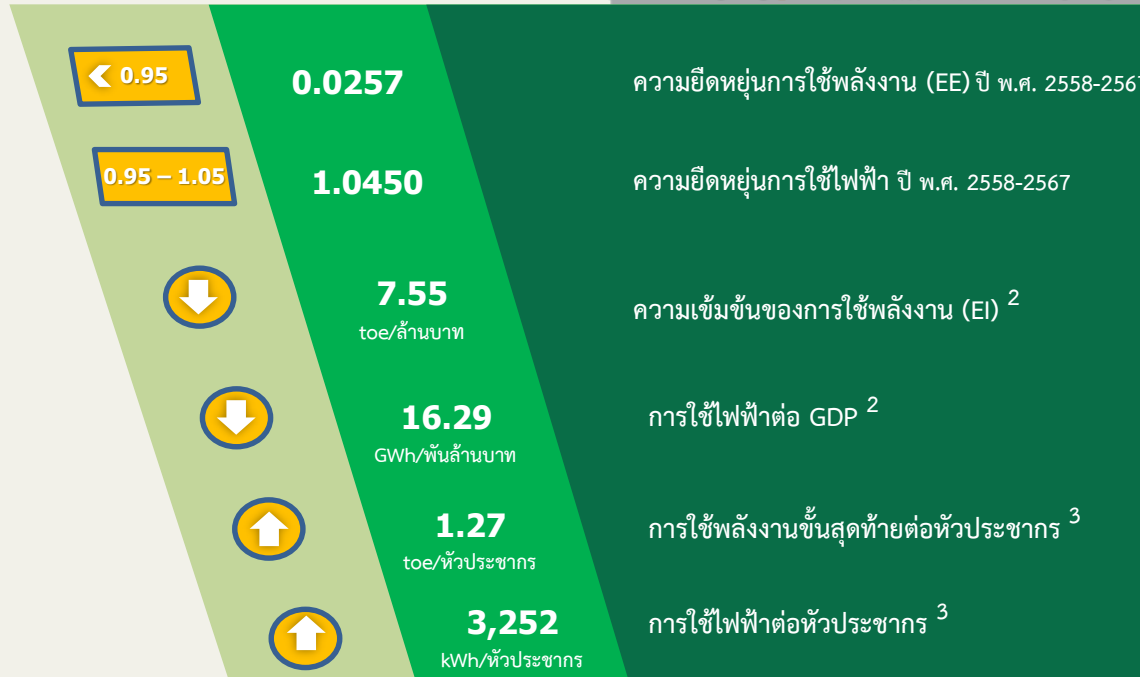 < 0.95 0.0257 ความยืดหยุ่นการใช้พลังงาน (EE) ปี พ.ศ. 2558-2567
0.95 – 1.05 1.0450 ความยืดหยุ่นการใช้ไฟฟ้า ปี พ.ศ. 2558-2567
7.55 ความเข้มข้นของการใช้พลังงาน (EI) 2
toe/ล้านบาท
16.29 การใช้ไฟฟ้าต่อ GDP 2
GWh/พันล้านบาท
1.27 การใช้พลังงานขั้นสุดท้ายต่อหัวประชากร 3
toe/หัวประชากร
3,252 การใช้ไฟฟ้าต่อหัวประชากร 3
kWh/หัวประชากร